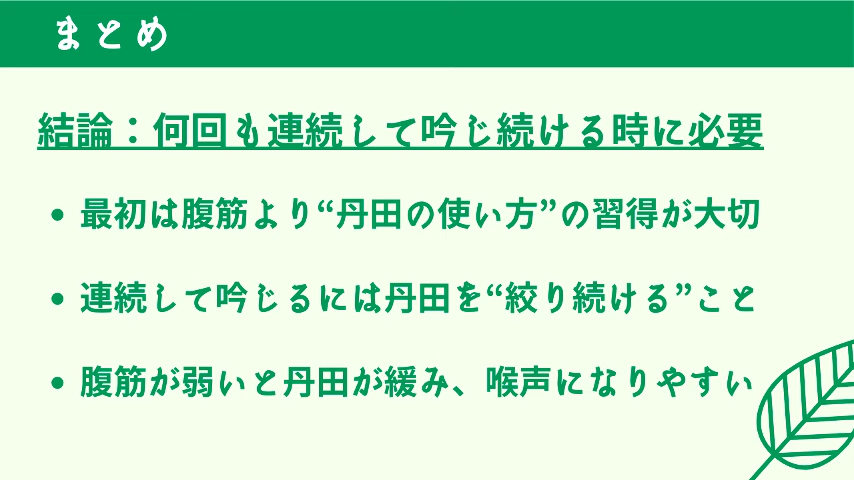 まとめ
結論：何回も連続して吟じ続ける時に必要
• 最初は腹筋より“丹田の使い方”の習得が大切
• 連続して吟じるには丹田を“絞り続ける”こと
• 腹筋が弱いと丹田が緩み、喉声になりやすい